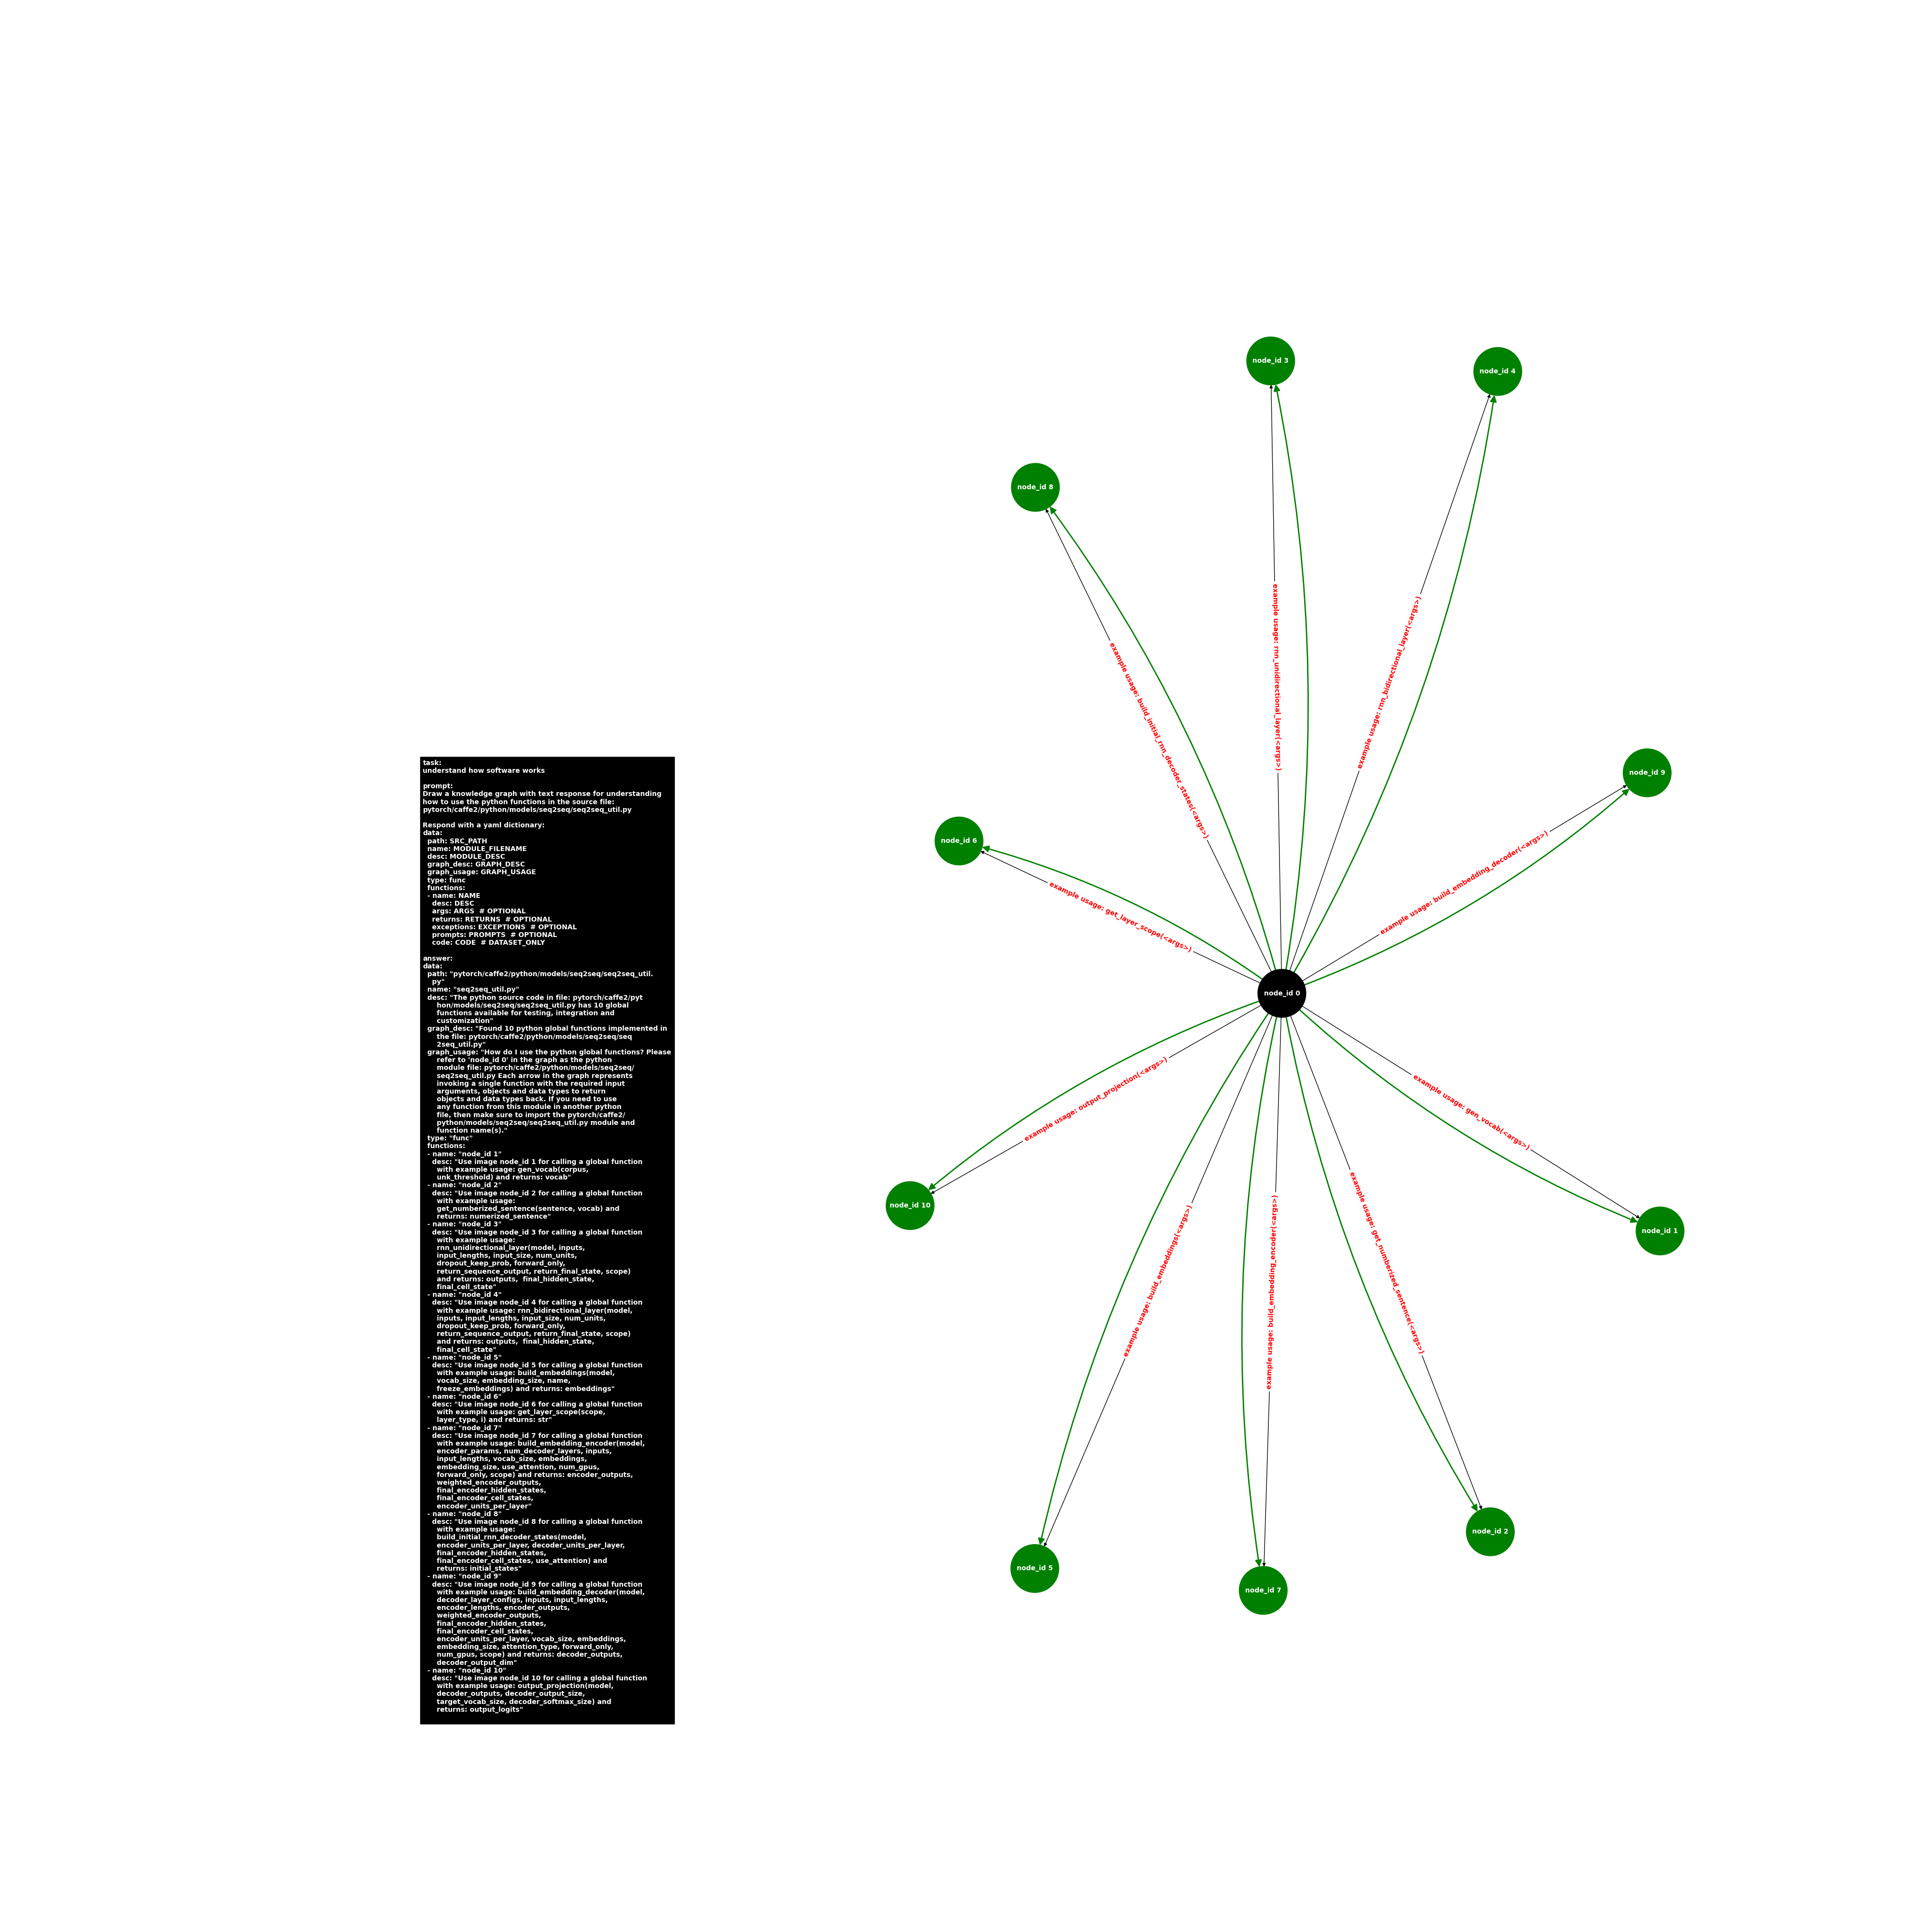 task:
understand how software works

prompt:
Draw a knowledge graph with text response for understanding
how to use the python functions in the source file:
pytorch/caffe2/python/models/seq2seq/seq2seq_util.py

Respond with a yaml dictionary:
data:
  path: SRC_PATH
  name: MODULE_FILENAME
  desc: MODULE_DESC
  graph_desc: GRAPH_DESC
  graph_usage: GRAPH_USAGE
  type: func
  functions:
  - name: NAME
    desc: DESC
    args: ARGS  # OPTIONAL
    returns: RETURNS  # OPTIONAL
    exceptions: EXCEPTIONS  # OPTIONAL
    prompts: PROMPTS  # OPTIONAL
    code: CODE  # DATASET_ONLY

answer:
data:
  path: "pytorch/caffe2/python/models/seq2seq/seq2seq_util.
    py"
  name: "seq2seq_util.py"
  desc: "The python source code in file: pytorch/caffe2/pyt
      hon/models/seq2seq/seq2seq_util.py has 10 global
      functions available for testing, integration and
      customization"
  graph_desc: "Found 10 python global functions implemented in
      the file: pytorch/caffe2/python/models/seq2seq/seq
      2seq_util.py"
  graph_usage: "How do I use the python global functions? Please
      refer to 'node_id 0' in the graph as the python
      module file: pytorch/caffe2/python/models/seq2seq/
      seq2seq_util.py Each arrow in the graph represents
      invoking a single function with the required input
      arguments, objects and data types to return
      objects and data types back. If you need to use
      any function from this module in another python
      file, then make sure to import the pytorch/caffe2/
      python/models/seq2seq/seq2seq_util.py module and
      function name(s)."
  type: "func"
  functions:
  - name: "node_id 1"
    desc: "Use image node_id 1 for calling a global function
      with example usage: gen_vocab(corpus,
      unk_threshold) and returns: vocab"
  - name: "node_id 2"
    desc: "Use image node_id 2 for calling a global function
      with example usage:
      get_numberized_sentence(sentence, vocab) and
      returns: numerized_sentence"
  - name: "node_id 3"
    desc: "Use image node_id 3 for calling a global function
      with example usage:
      rnn_unidirectional_layer(model, inputs,
      input_lengths, input_size, num_units,
      dropout_keep_prob, forward_only,
      return_sequence_output, return_final_state, scope)
      and returns: outputs,  final_hidden_state,
      final_cell_state"
  - name: "node_id 4"
    desc: "Use image node_id 4 for calling a global function
      with example usage: rnn_bidirectional_layer(model,
      inputs, input_lengths, input_size, num_units,
      dropout_keep_prob, forward_only,
      return_sequence_output, return_final_state, scope)
      and returns: outputs,  final_hidden_state,
      final_cell_state"
  - name: "node_id 5"
    desc: "Use image node_id 5 for calling a global function
      with example usage: build_embeddings(model,
      vocab_size, embedding_size, name,
      freeze_embeddings) and returns: embeddings"
  - name: "node_id 6"
    desc: "Use image node_id 6 for calling a global function
      with example usage: get_layer_scope(scope,
      layer_type, i) and returns: str"
  - name: "node_id 7"
    desc: "Use image node_id 7 for calling a global function
      with example usage: build_embedding_encoder(model,
      encoder_params, num_decoder_layers, inputs,
      input_lengths, vocab_size, embeddings,
      embedding_size, use_attention, num_gpus,
      forward_only, scope) and returns: encoder_outputs,
      weighted_encoder_outputs,
      final_encoder_hidden_states,
      final_encoder_cell_states,
      encoder_units_per_layer"
  - name: "node_id 8"
    desc: "Use image node_id 8 for calling a global function
      with example usage:
      build_initial_rnn_decoder_states(model,
      encoder_units_per_layer, decoder_units_per_layer,
      final_encoder_hidden_states,
      final_encoder_cell_states, use_attention) and
      returns: initial_states"
  - name: "node_id 9"
    desc: "Use image node_id 9 for calling a global function
      with example usage: build_embedding_decoder(model,
      decoder_layer_configs, inputs, input_lengths,
      encoder_lengths, encoder_outputs,
      weighted_encoder_outputs,
      final_encoder_hidden_states,
      final_encoder_cell_states,
      encoder_units_per_layer, vocab_size, embeddings,
      embedding_size, attention_type, forward_only,
      num_gpus, scope) and returns: decoder_outputs,
      decoder_output_dim"
  - name: "node_id 10"
    desc: "Use image node_id 10 for calling a global function
      with example usage: output_projection(model,
      decoder_outputs, decoder_output_size,
      target_vocab_size, decoder_softmax_size) and
      returns: output_logits"
node_id 3
node_id 4
node_id 8
example usage: rnn_unidirectional_layer(<args>)
example usage: rnn_bidirectional_layer(<args>)
example usage: build_initial_rnn_decoder_states(<args>)
node_id 9
node_id 6
example usage: build_embedding_decoder(<args>)
example usage: get_layer_scope(<args>)
node_id 0
example usage: output_projection(<args>)
example usage: gen_vocab(<args>)
node_id 10
node_id 1
example usage: build_embeddings(<args>)
example usage: build_embedding_encoder(<args>)
example usage: get_numberized_sentence(<args>)
node_id 2
node_id 5
node_id 7